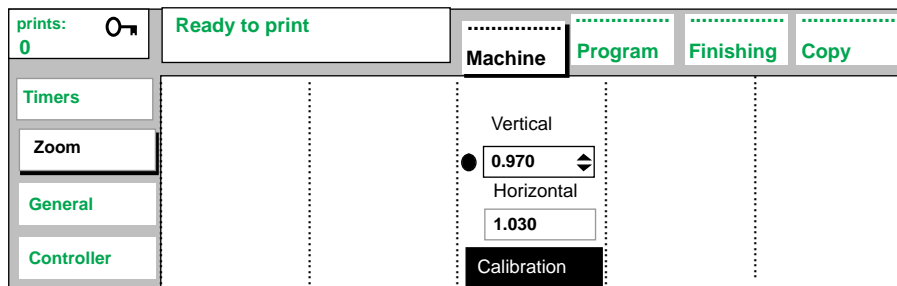 prints:
0
Ready to print
Machine
Program
Finishing
Copy
Timers
Zoom
General
Controller
Vertical
0.970
Horizontal
1.030
Calibration